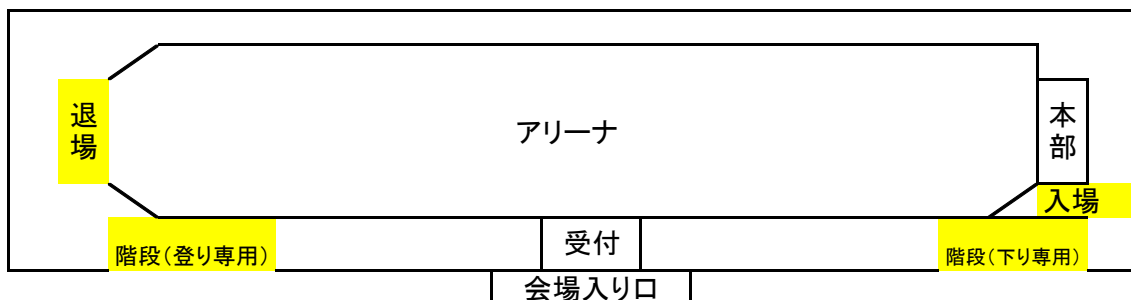 退場
アリーナ
本部
入場
階段（登り専用）
受付
階段（下り専用）
会場入り口